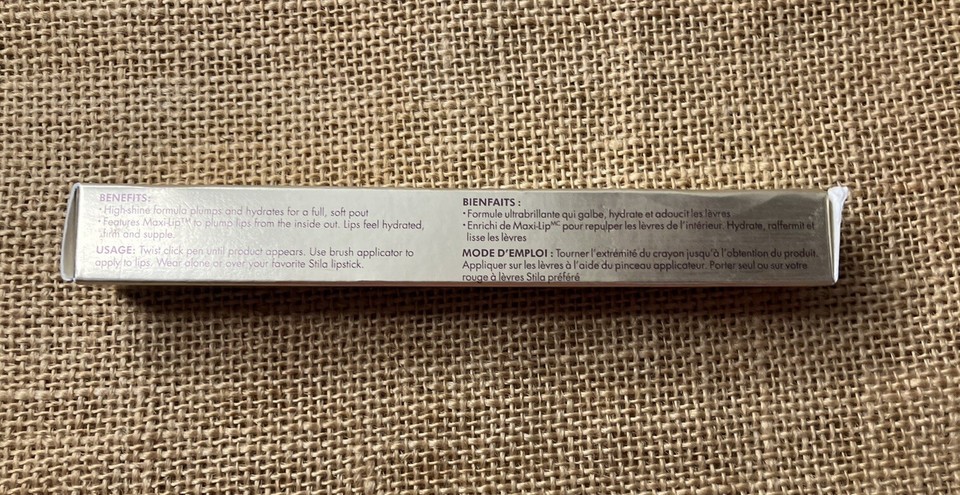 BENEFITS:
• High-shine formula plumps and hydrates for a full, soft pout
• Features Maxi-Lip™ to plump lips from the inside out. Lips feel hydrated,
firm and supple.
USAGE: Twist click pen until product appears. Use brush applicator to
apply to lips. Wear alone or over your favorite Stila lipstick.
BIENFAITS :
• Formule ultrabrillante qui galbe, hydrate et adoucit les lèvres
• Enrichi de Maxi-Lip ᴹᶜ pour repulper les lèvres de l'intérieur. Hydrate, raffermit et
lisse les lèvres
MODE D'EMPLOI : Tourner l'extrémité du crayon jusqu'à l'obtention du produit.
Appliquer sur les lèvres à l'aide du pinceau applicateur. Porter seul ou sur votre
rouge à lèvres Stila préféré